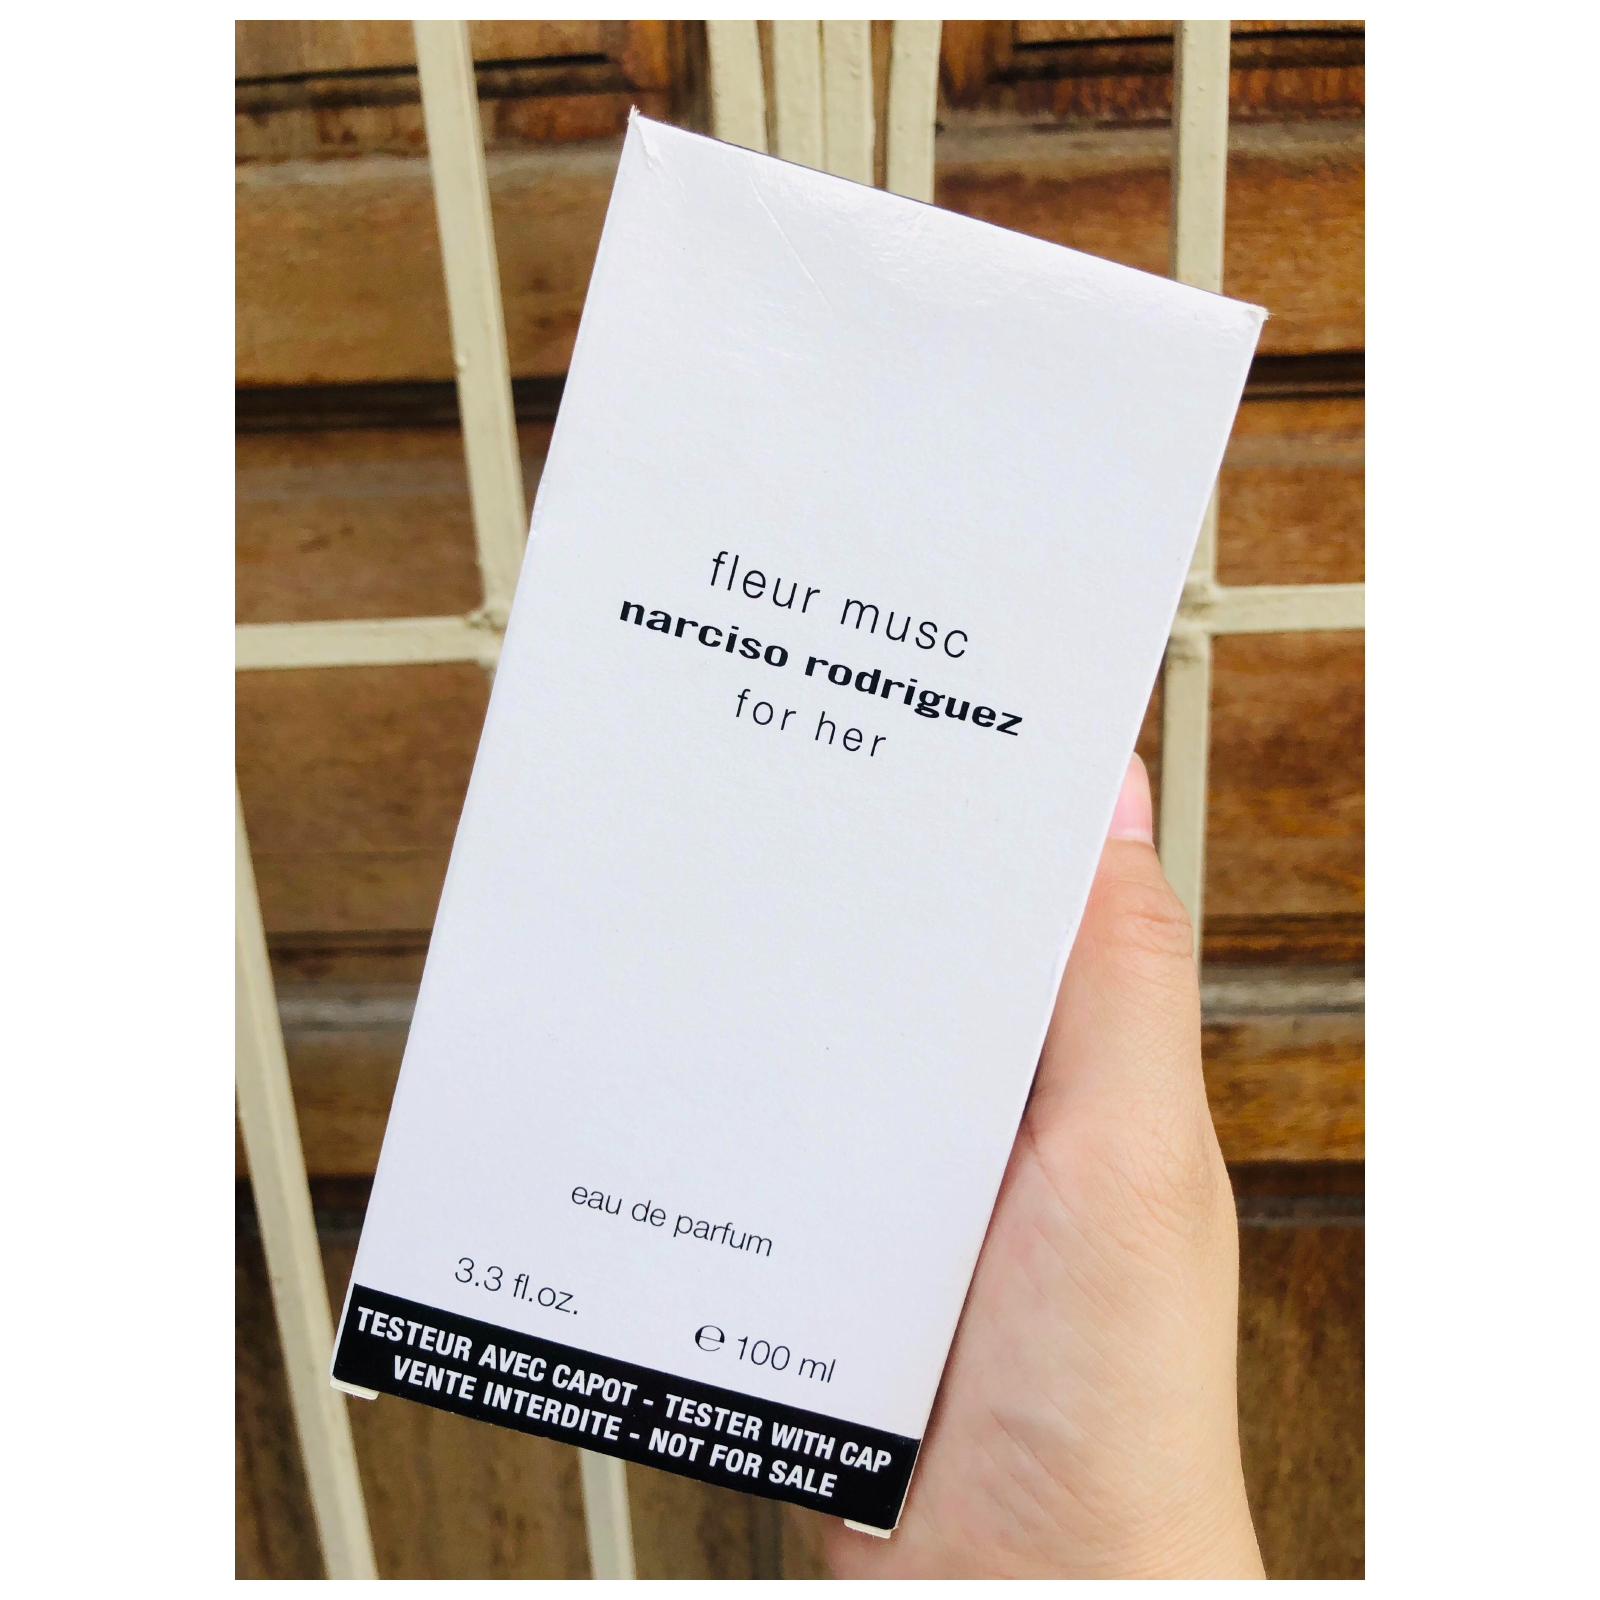 fleur musc
narciso rodriguez
for her
eau de parfum
3.3 fl.oz.
℮ 100 ml
TESTEUR AVEC CAPOT - TESTER WITH CAP
VENTE INTERDITE - NOT FOR SALE